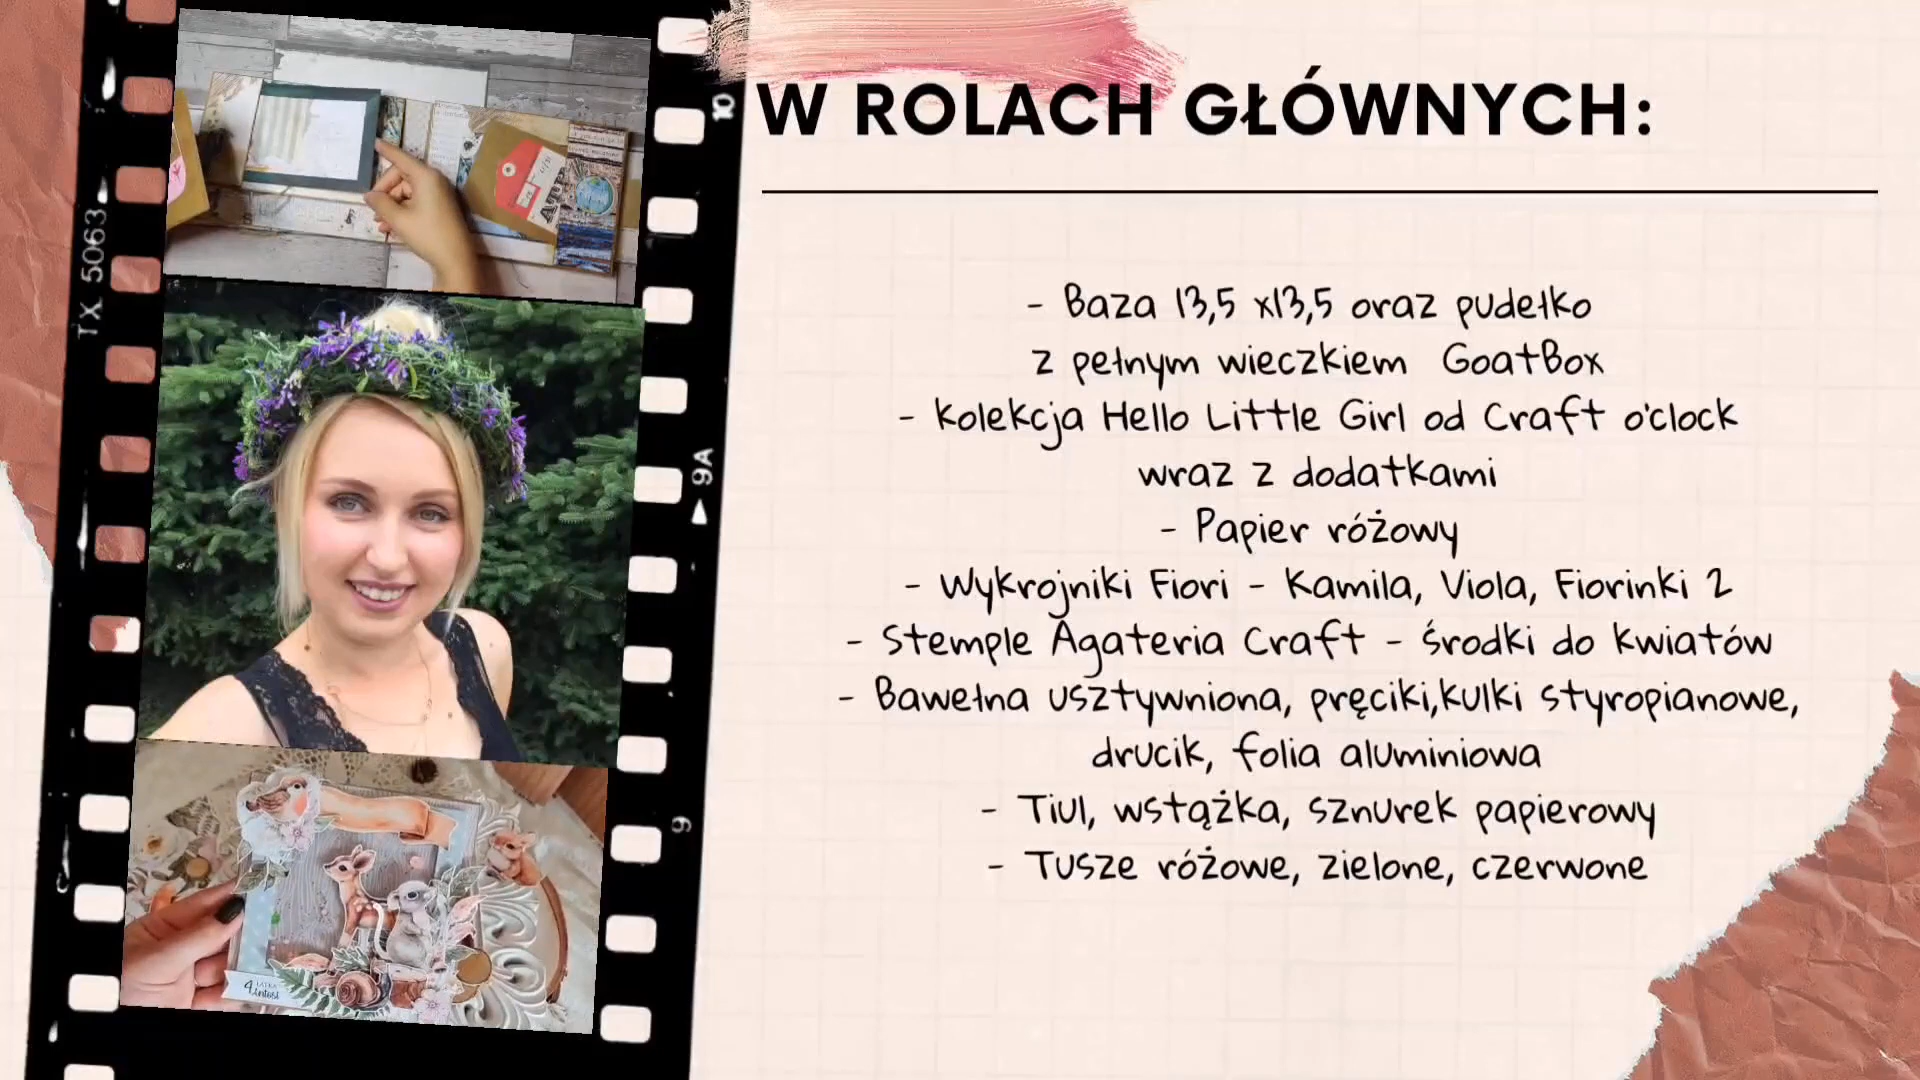 W ROLACH GŁÓWNYCH:
- Baza 13,5 x13,5 oraz pudełko
z pełnym wieczkiem GoatBox
- kolekcja Hello Little Girl od Craft o'clock
wraz z dodatkami
- Papier różowy
- Wykrojniki Fiori - Kamila, Viola, Fiorinki 2
- Stemple Agateria Craft - środki do kwiatów
- Bawełna usztywniona, pręciki,kulki styropianowe,
drucik, folia aluminiowa
- Tiul, wstążka, sznurek papierowy
- Tusze różowe, zielone, czerwone
TX 5063
10
9A
9